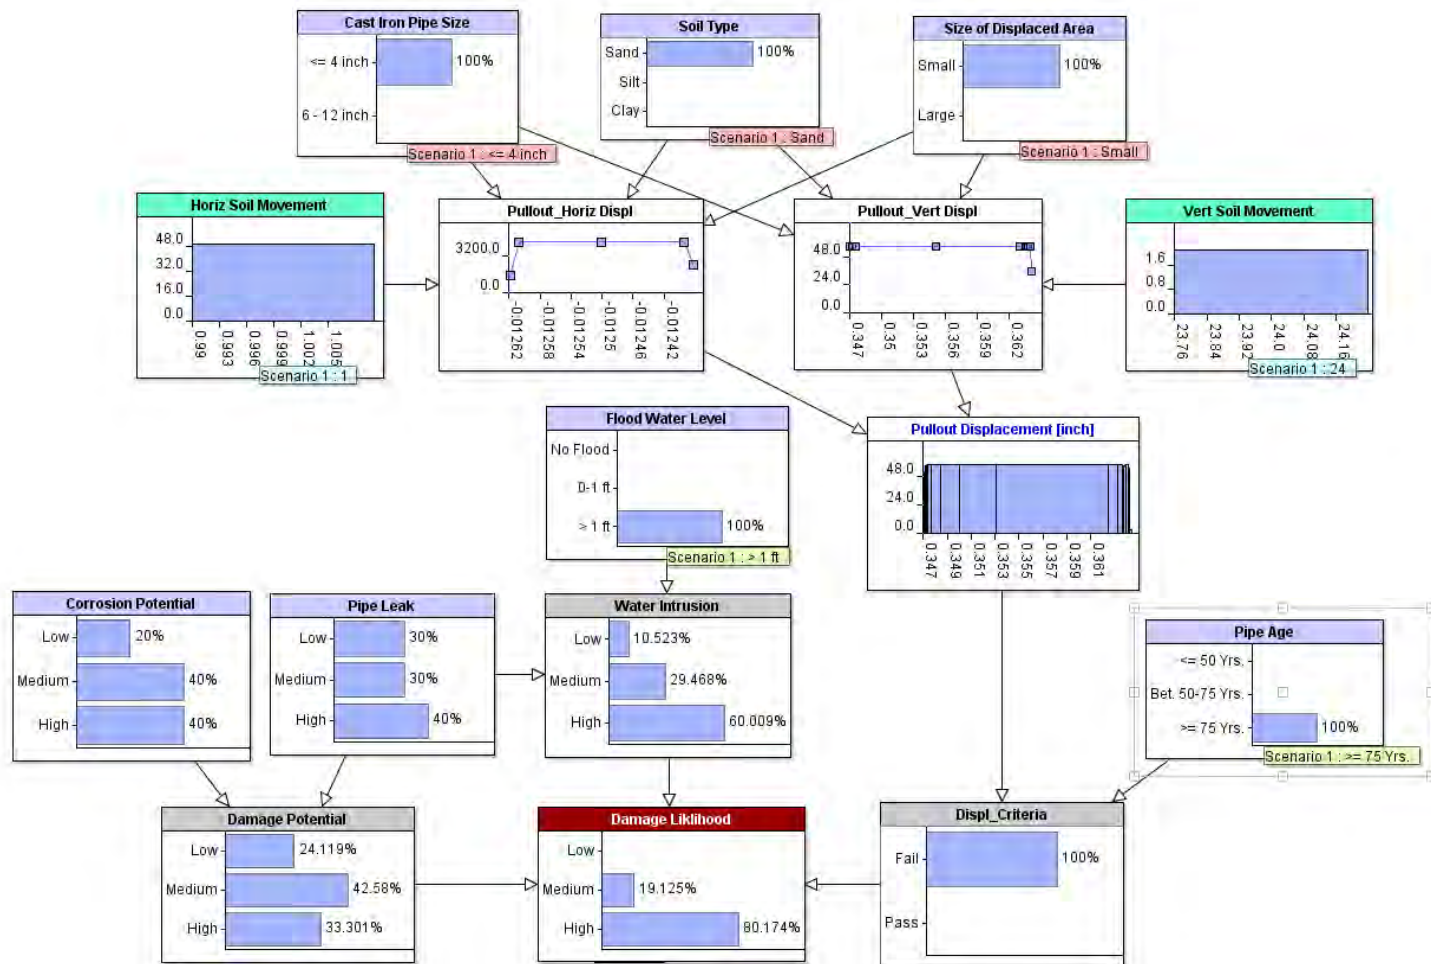 Cast Iron Pipe Size
<= 4 inch
100%
6 - 12 inch
Scenario 1 : <= 4 inch
Soil Type
Sand
100%
Silt
Clay
Scenario 1 : Sand
Size of Displaced Area
Small
100%
Large
Scenario 1 : Small
Horiz Soil Movement
48.0
32.0
16.0
0.0
0.99
0.993
0.996
0.999
1.002
1.005
Scenario 1 : 1
Pullout_Horiz Displ
3200.0
0.0
-0.01262
-0.01258
-0.01254
-0.0125
-0.01246
-0.01242
Pullout_Vert Displ
48.0
24.0
0.0
0.347
0.35
0.353
0.356
0.359
0.362
Vert Soil Movement
1.6
0.8
0.0
23.76
23.84
23.92
24.0
24.08
24.16
Scenario 1 : 24
Flood Water Level
No Flood
D-1 ft
> 1 ft
100%
Scenario 1 : > 1 ft
Pullout Displacement [inch]
48.0
24.0
0.0
0.347
0.349
0.351
0.353
0.355
0.357
0.359
0.361
Corrosion Potential
Low
20%
Medium
40%
High
40%
Pipe Leak
Low
30%
Medium
30%
High
40%
Water Intrusion
Low
10.523%
Medium
29.468%
High
60.009%
Pipe Age
<= 50 Yrs.
Bet. 50-75 Yrs.
>= 75 Yrs.
100%
Scenario 1 : >= 75 Yrs.
Damage Potential
Low
24.119%
Medium
42.58%
High
33.301%
Damage Liklihood
Low
Medium
19.125%
High
80.174%
Displ_Criteria
Fail
100%
Pass